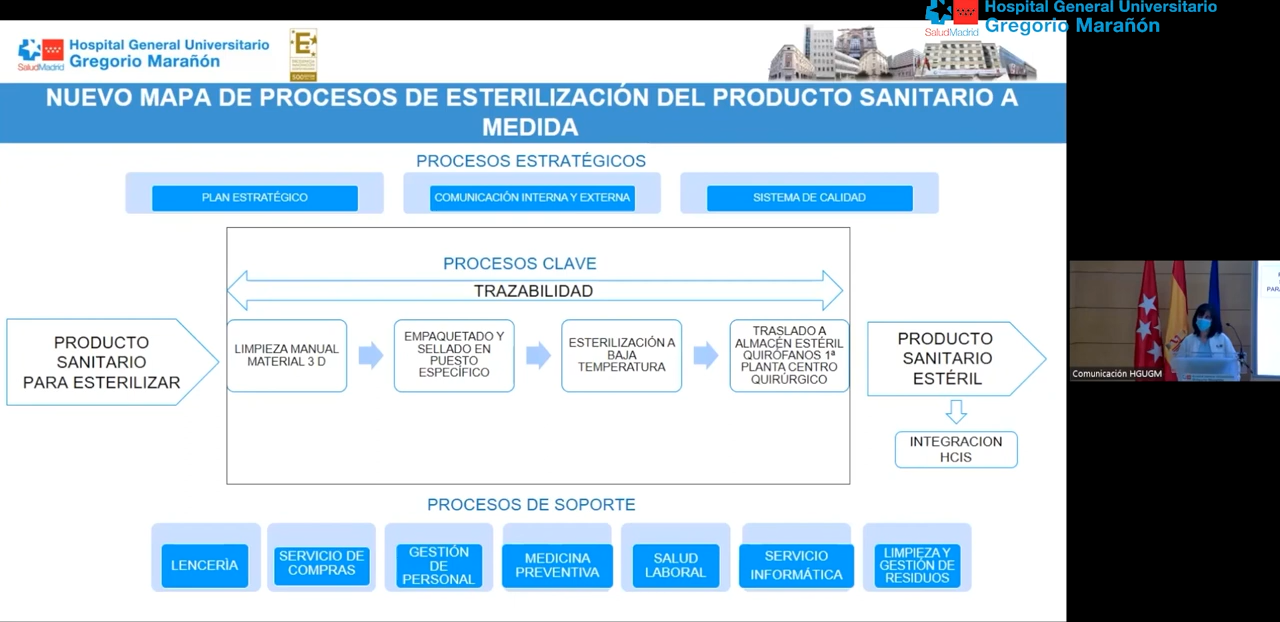 Hospital General Universitario
Gregorio Marañón
SaludMadrid
Hospital General Universitario
Gregorio Marañón
SaludMadrid
E
500
NUEVO MAPA DE PROCESOS DE ESTERILIZACIÓN DEL PRODUCTO SANITARIO A
MEDIDA
PROCESOS ESTRATÉGICOS
PLAN ESTRATÉGICO
COMUNICACIÓN INTERNA Y EXTERNA
SISTEMA DE CALIDAD
PROCESOS CLAVE
TRAZABILIDAD
PRODUCTO
SANITARIO
PARA ESTERILIZAR
LIMPIEZA MANUAL
MATERIAL 3 D
EMPAQUETADO Y
SELLADO EN
PUESTO
ESPECÍFICO
ESTERILIZACIÓN A
BAJA
TEMPERATURA
TRASLADO A
ALMACÉN ESTÉRIL
QUIRÓFANOS 1ª
PLANTA CENTRO
QUIRÚRGICO
PRODUCTO
SANITARIO
ESTÉRIL
INTEGRACION
HCIS
Comunicación HGUGM
PROCESOS DE SOPORTE
LENCERÌA
SERVICIO DE
COMPRAS
GESTIÓN
DE
PERSONAL
MEDICINA
PREVENTIVA
SALUD
LABORAL
SERVICIO
INFORMÁTICA
LIMPIEZA Y
GESTIÓN DE
RESIDUOS